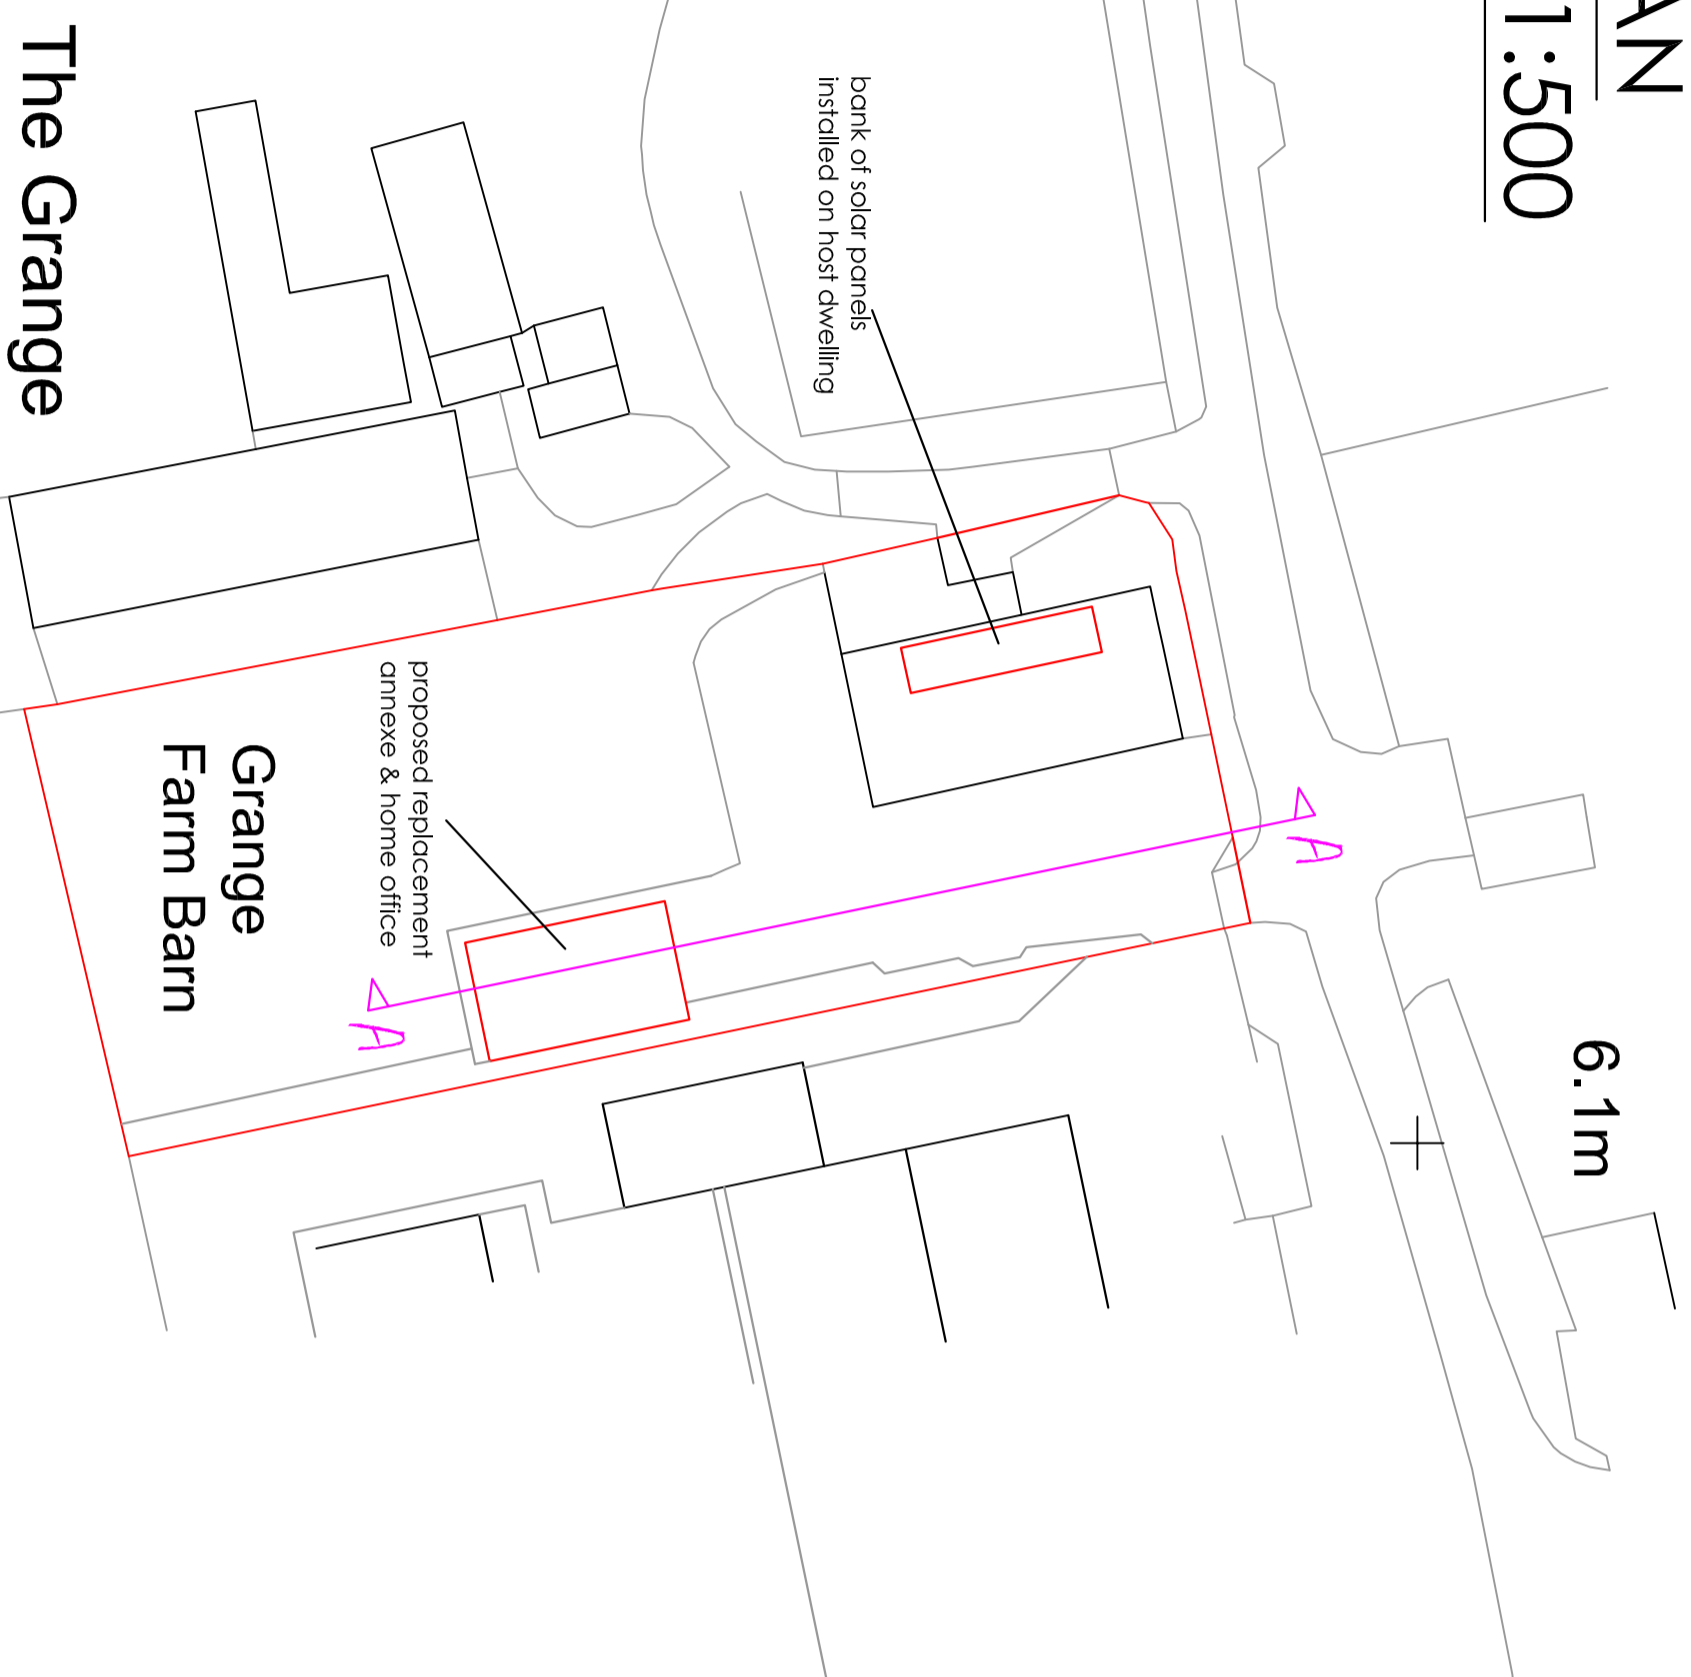 AN
1:500
bank of solar panels
installed on host dwelling
The Grange
proposed replacement
annexe & home office
Grange
Farm Barn
A
A
6.1m